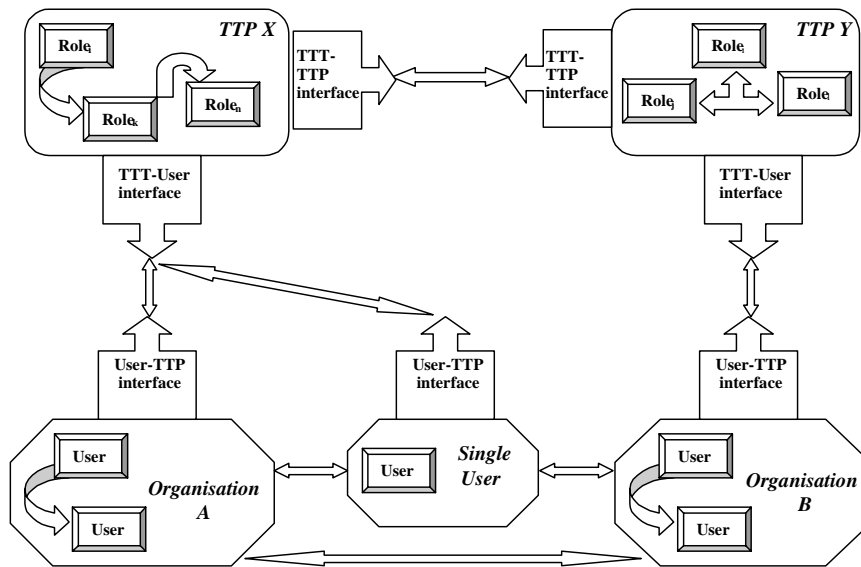 TTP X
Role_i
Role_k
Role_n
TTT-
TTP
interface
TTT-
TTP
interface
TTP Y
Role_i
Role_j
Role_i
TTT-User
interface
TTT-User
interface
User-TTP
interface
User-TTP
interface
User-TTP
interface
User
User
Organisation
A
User
Single
User
User
User
Organisation
B